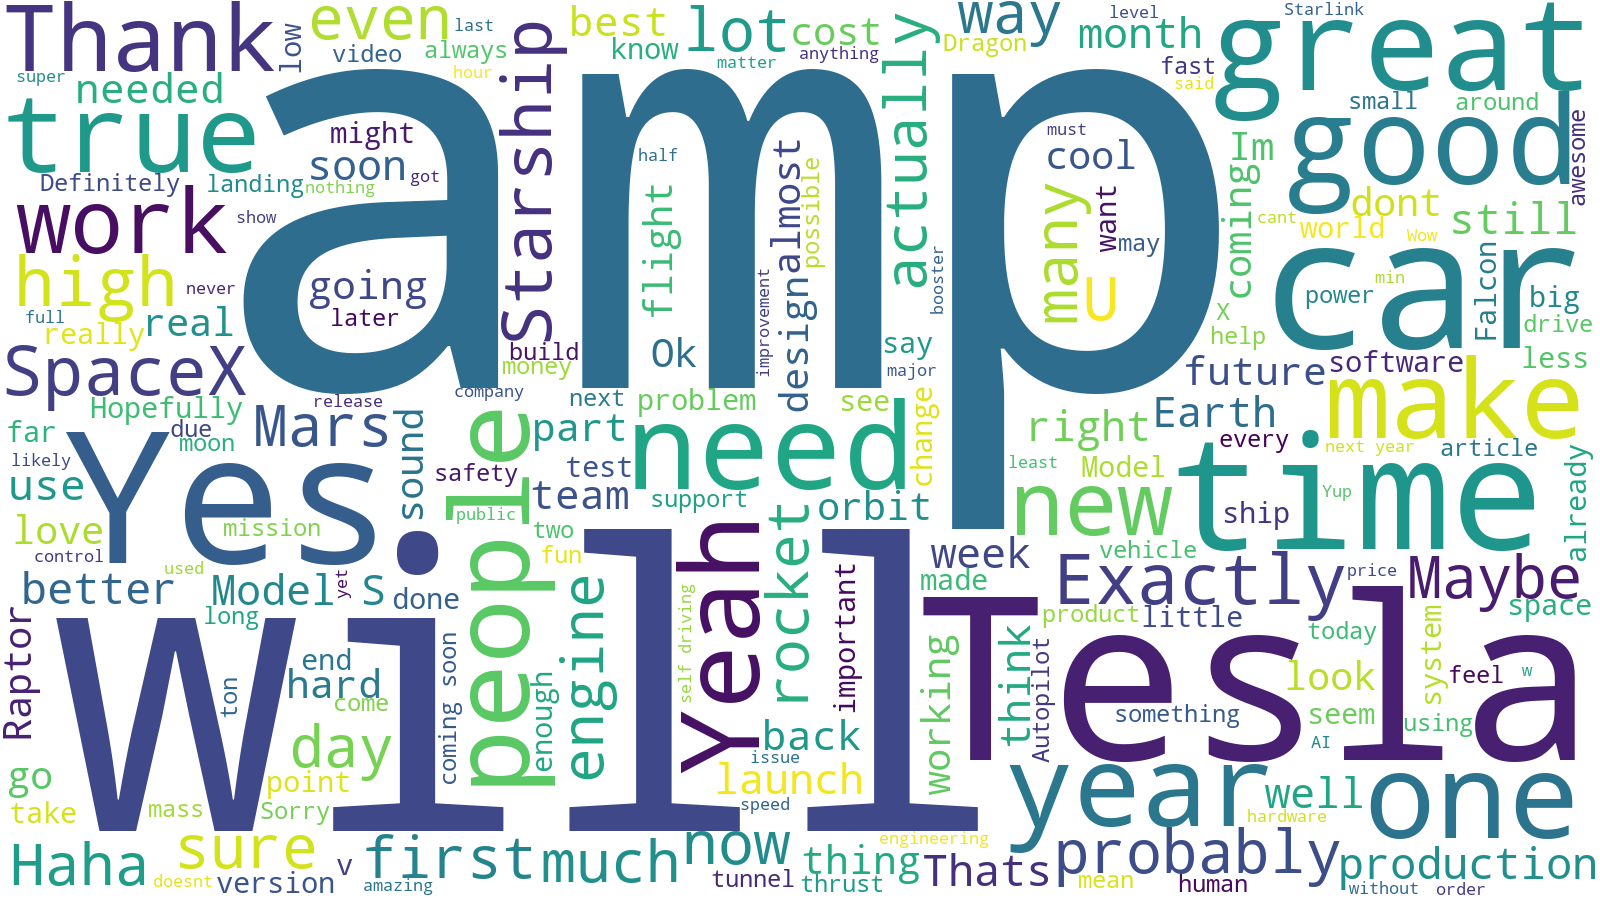 Thank
low
even
last
best
lot
cost
way
level
month
Starlink
great
super
video
always
hour
Starship
know
matter
anything
actually
Dragon
fast
said
needed
true
amp
small
around
good
awesome
might
soon
Definitely
landing
nothing
got
half
flight
designalmost
possible
must
cool
Im
dont
still
work
show
many
want
may
coming
cant
world
Wow
high
never
going
later
improvement
booster
U
X
power
min
Falcon
big
full
really
real
SpaceX
build
money
Ok
say
major
help
drive
software
less
future
make
Hopefully
release
company
next
problem
see
change
Mars
due
far
moon
likely
sound
people
part
need
right
Earth
every
next year
article
already
Yes.
use
safety
test
team
support
least
Model
new
time
Yup
love
mission
public
two
orbit
ship
control
used
yet
fun
Yeah
rocket
week
vehicle
Exactly
price
Maybe
better
Model S
done
engine
self driving
important
made
product
little
space
long
Will
Tesla
today
Raptor
end
hard
ton
come
coming soon
enough
working
think
Autopilot
something
look
system
feel
w
seem
using
AI
day
back
issue
go
point
launch
year
well
one
take
mass
Sorry
speed
hardware
Haha
sure
first
much
now
engineering
probably
production
doesnt
version
v
amazing
tunnel
thing
thrust
Thats
mean
human
without
order